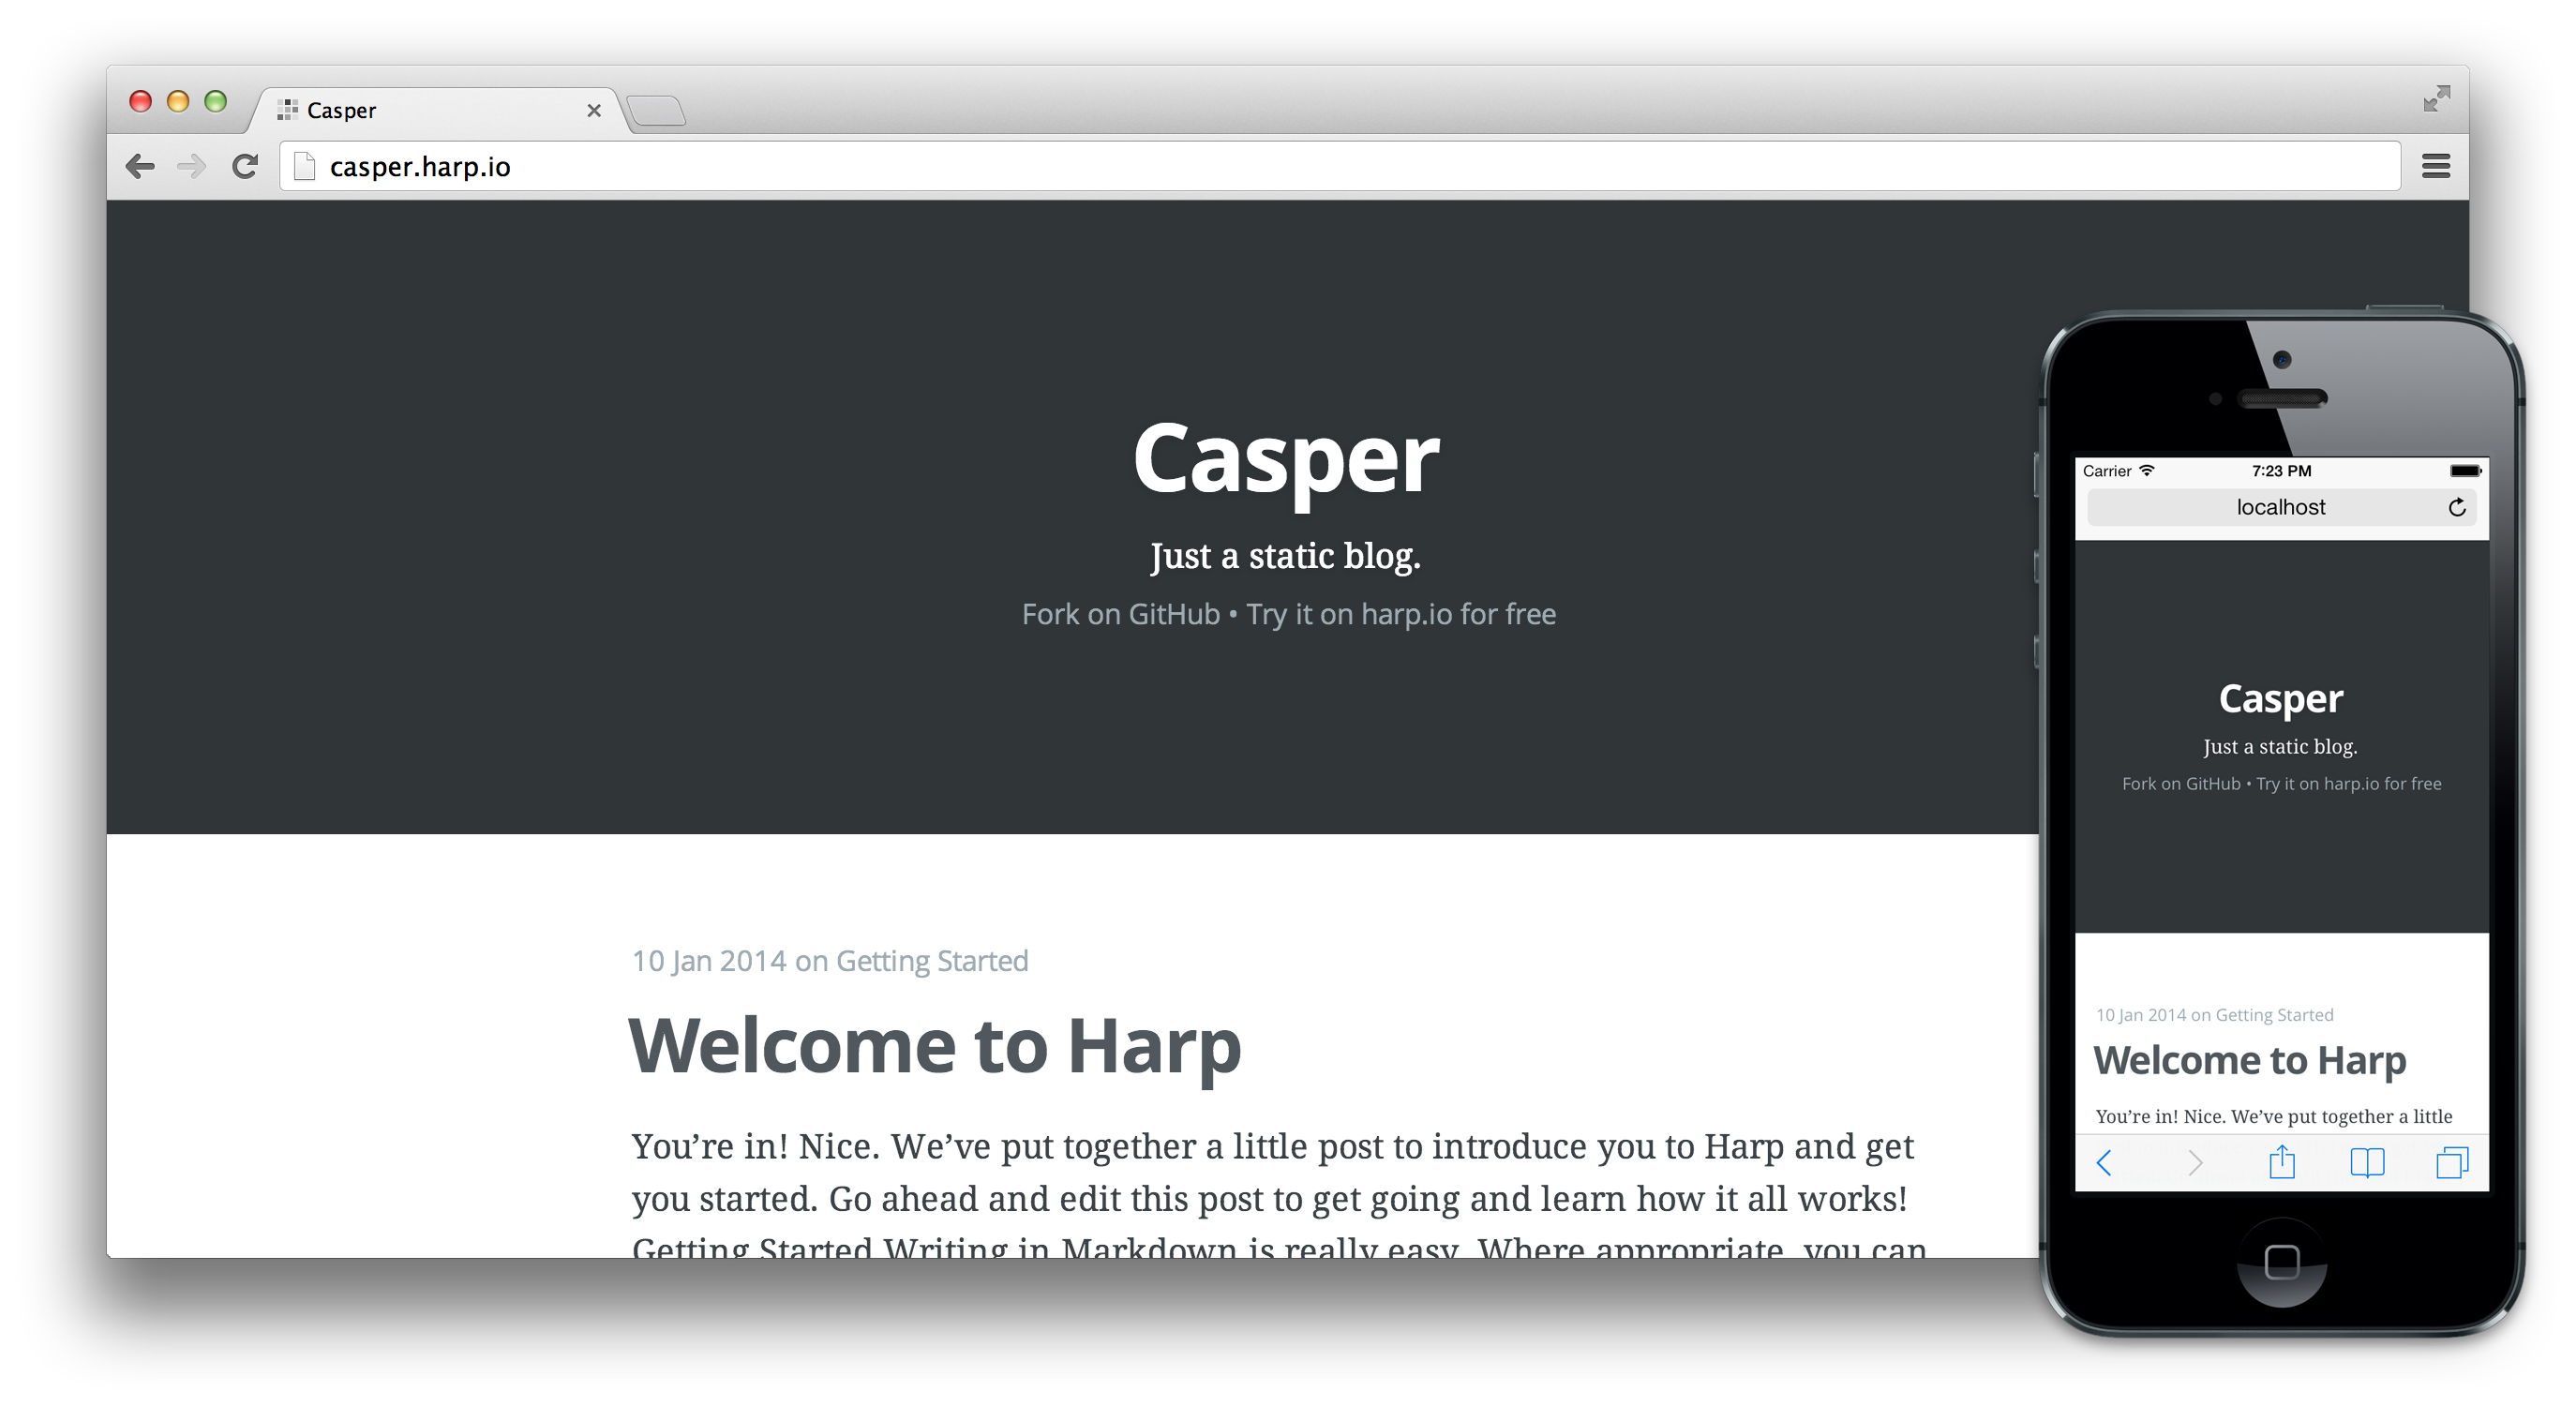 Casper
casper.harp.io
Casper
Just a static blog.
Fork on GitHub • Try it on harp.io for free
10 Jan 2014 on Getting Started
Welcome to Harp
You’re in! Nice. We’ve put together a little post to introduce you to Harp and get
you started. Go ahead and edit this post to get going and learn how it all works!
Getting Started Writing in Markdown is really easy. Where appropriate, you can
Carrier 7:23 PM
localhost
Casper
Just a static blog.
Fork on GitHub • Try it on harp.io for free
10 Jan 2014 on Getting Started
Welcome to Harp
You’re in! Nice. We’ve put together a little